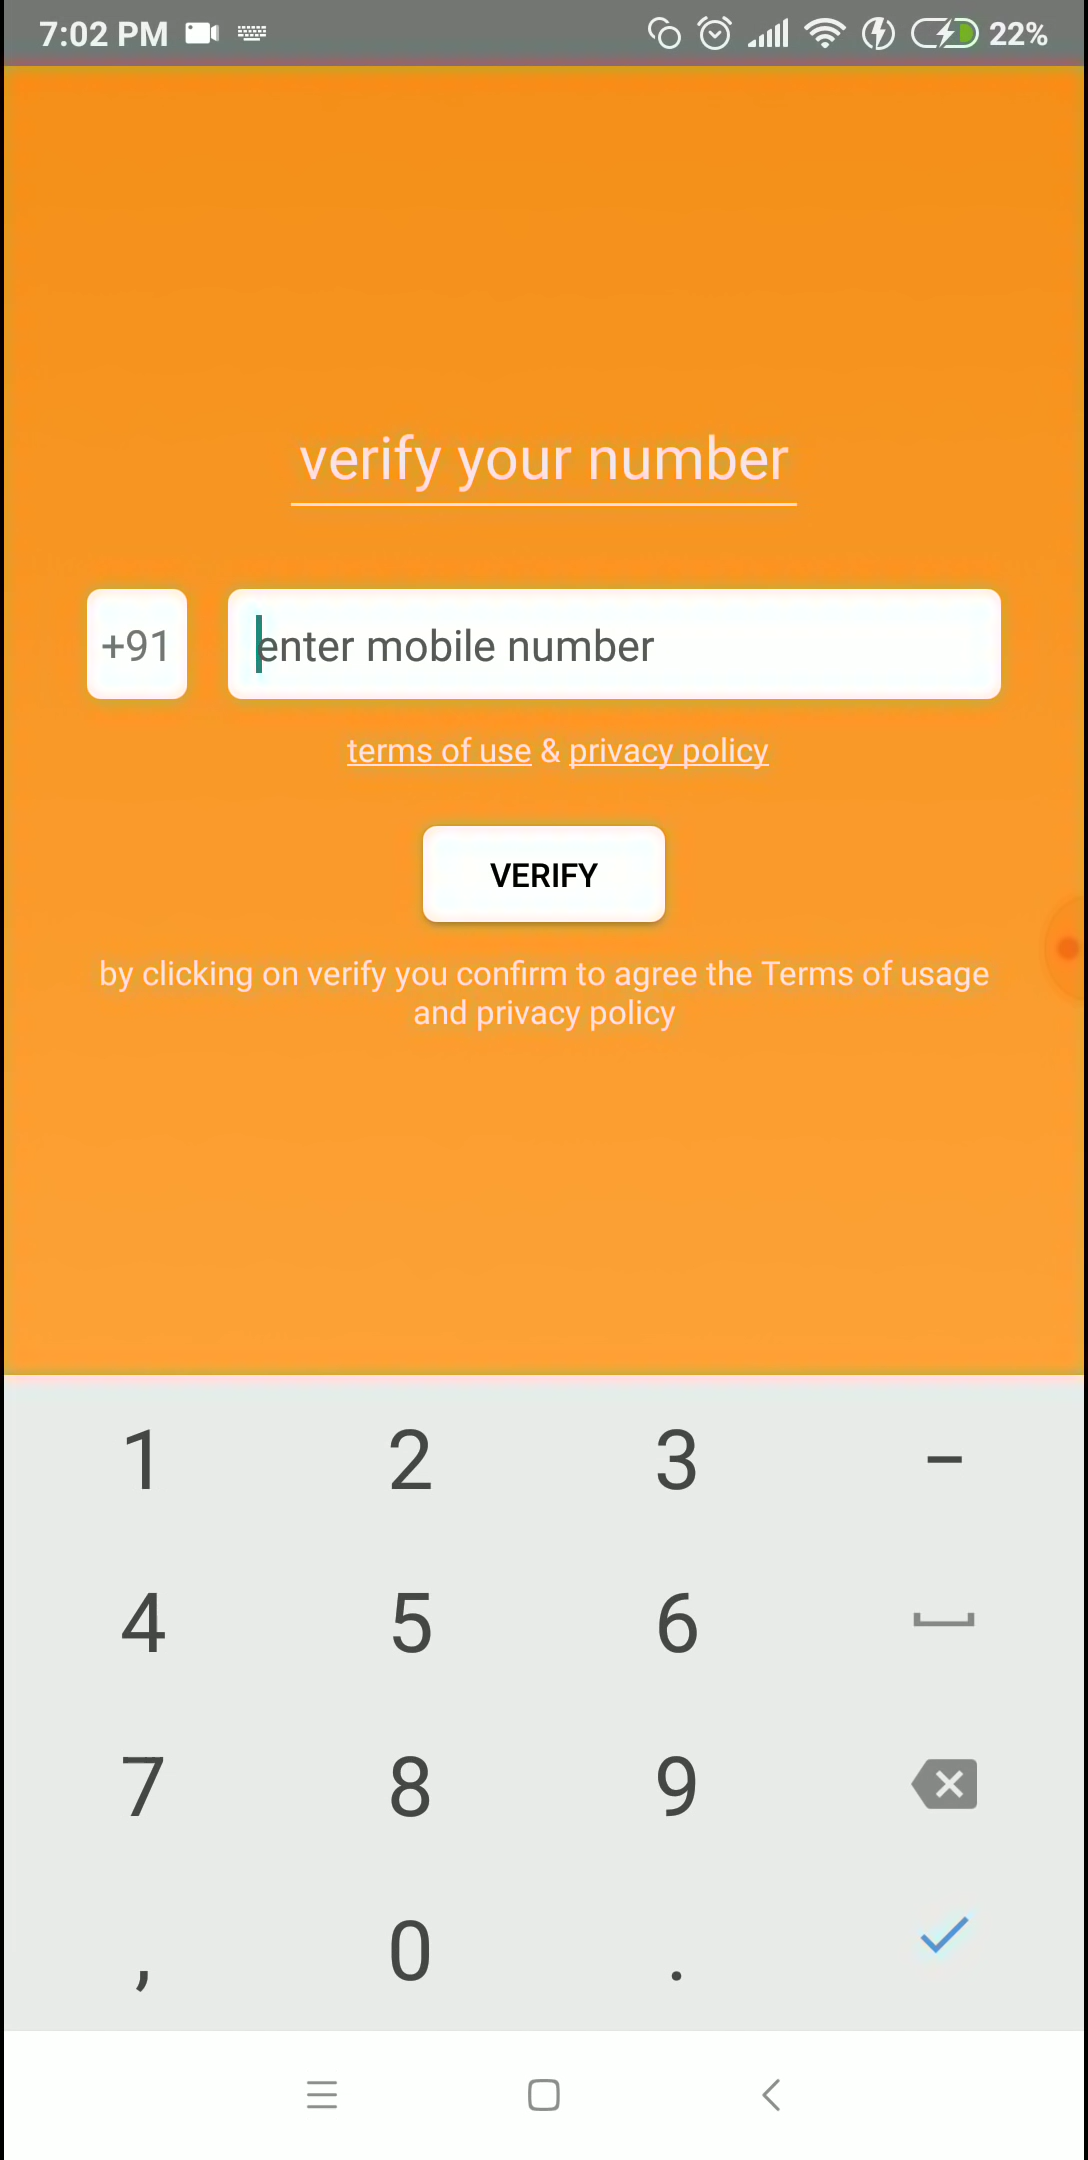 7:02 PM 22%
verify your number
+91 enter mobile number
terms of use & privacy policy
VERIFY
by clicking on verify you confirm to agree the Terms of usage
and privacy policy
1 2 3 –
4 5 6
7 8 9
, 0 .